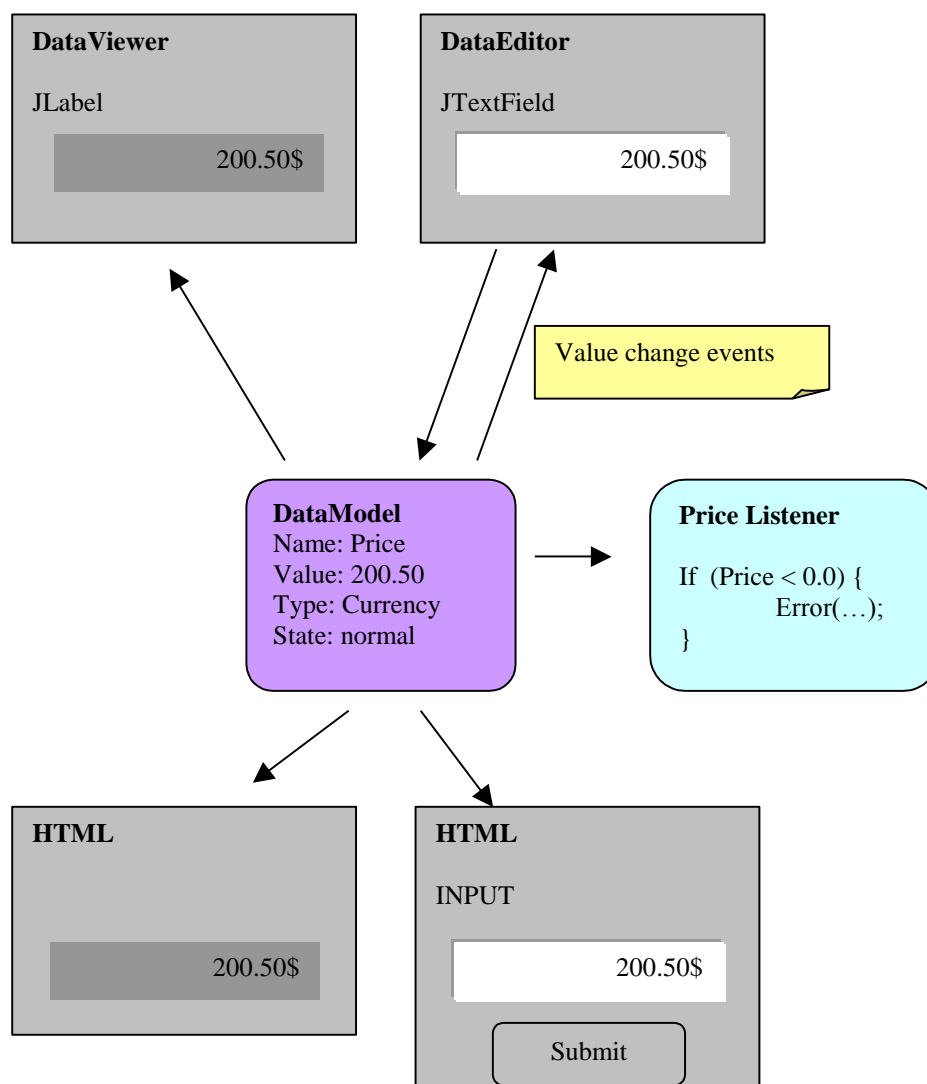 DataViewer
JLabel
200.50$
DataEditor
JTextField
200.50$
Value change events
DataModel
Name: Price
Value: 200.50
Type: Currency
State: normal
Price Listener
If  (Price < 0.0) {
Error(…);
}
HTML
200.50$
HTML
INPUT
200.50$
Submit